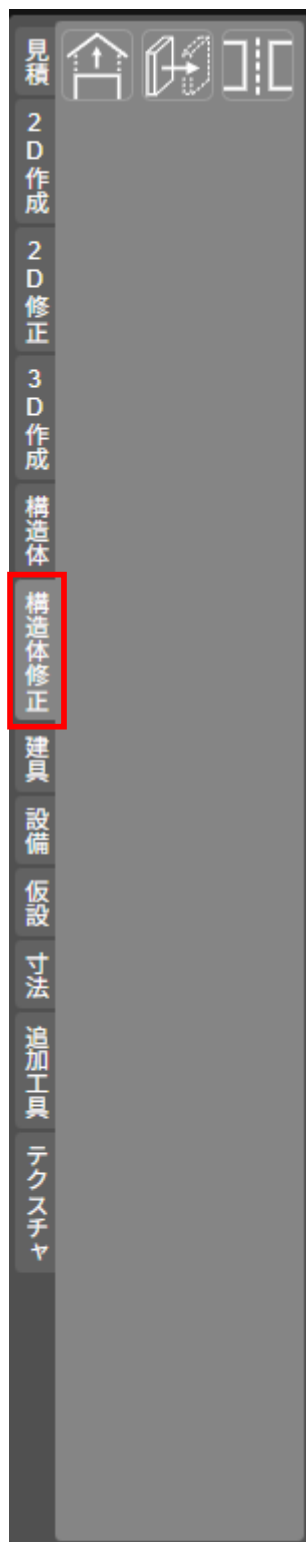 見積
2D作成
2D修正
3D作成
構造体
構造体修正
建具
設備
仮設
寸法
追加工具
テクスチャ